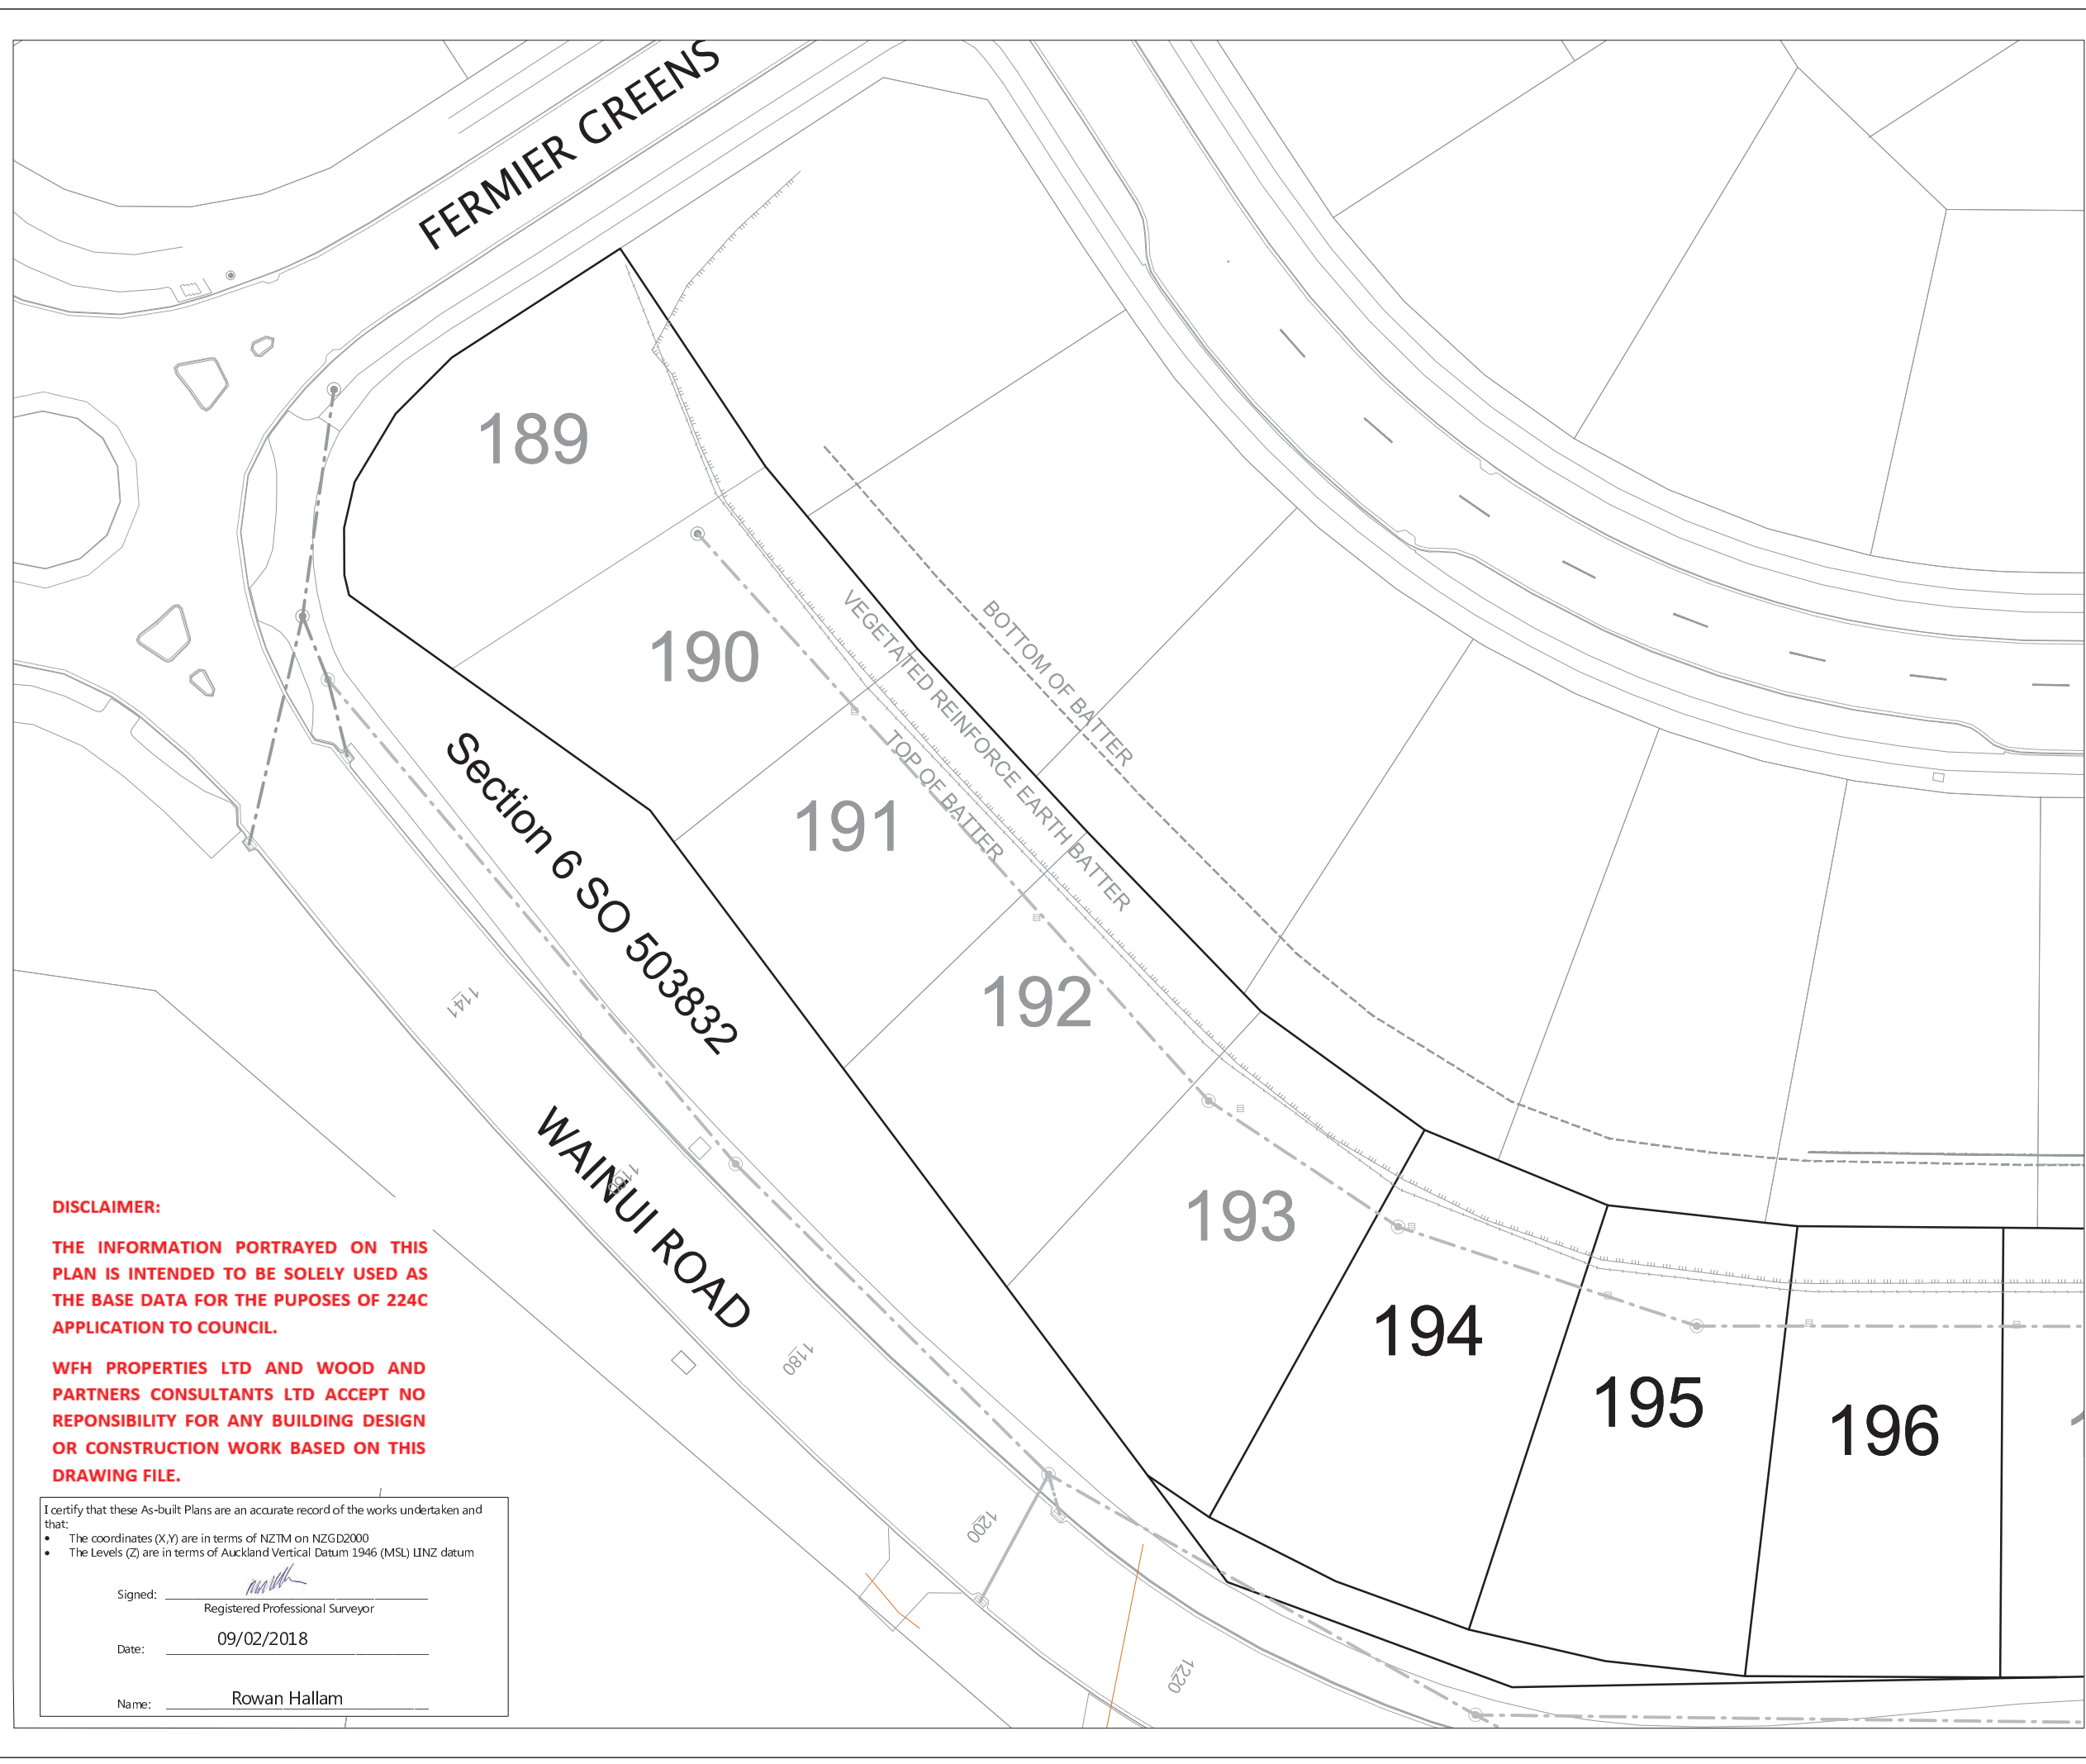 FERMIER GREENS
189
190
191
192
193
194
195
196
VEGETATED REINFORCE EARTH BATTER
BOTTOM OF BATTER
TOP OF BATTER
Section 6 SO 503832
WAINUI ROAD
1141
1180
1200
1220
DISCLAIMER:
THE INFORMATION PORTRAYED ON THIS
PLAN IS INTENDED TO BE SOLELY USED AS
THE BASE DATA FOR THE PUPOSES OF 224C
APPLICATION TO COUNCIL.
WFH PROPERTIES LTD AND WOOD AND
PARTNERS CONSULTANTS LTD ACCEPT NO
REPONSIBILITY FOR ANY BUILDING DESIGN
OR CONSTRUCTION WORK BASED ON THIS
DRAWING FILE.
I certify that these As-built Plans are an accurate record of the works undertaken and
that:
• The coordinates (X,Y) are in terms of NZTM on NZGD2000
• The Levels (Z) are in terms of Auckland Vertical Datum 1946 (MSL) LINZ datum
Signed:
Registered Professional Surveyor
Date: 09/02/2018
Name: Rowan Hallam